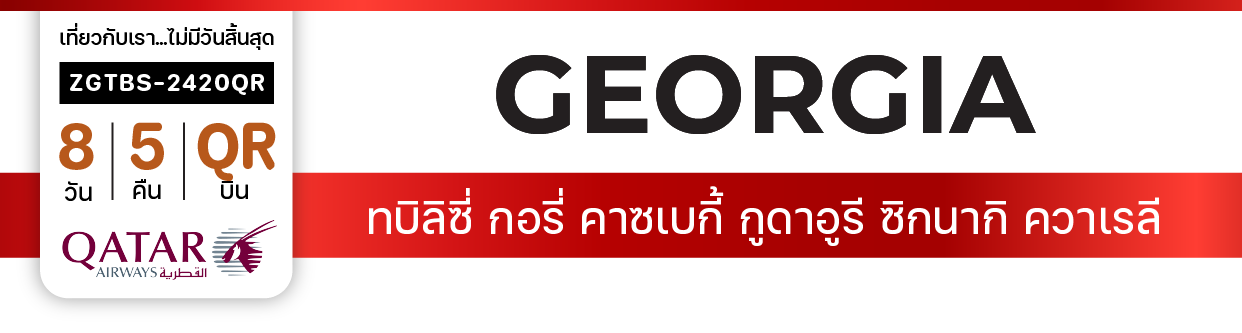 เที่ยวกับเรา...ไม่มีวันสิ้นสุด
ZGTBS-2420QR
8 5 QR
วัน คืน บิน
QATAR
AIRWAYS القطرية
GEORGIA
ทบิลิซี่ กอรี่ คาซเบกี้ กูดาอูรี ซิกนากิ ควาเรลี